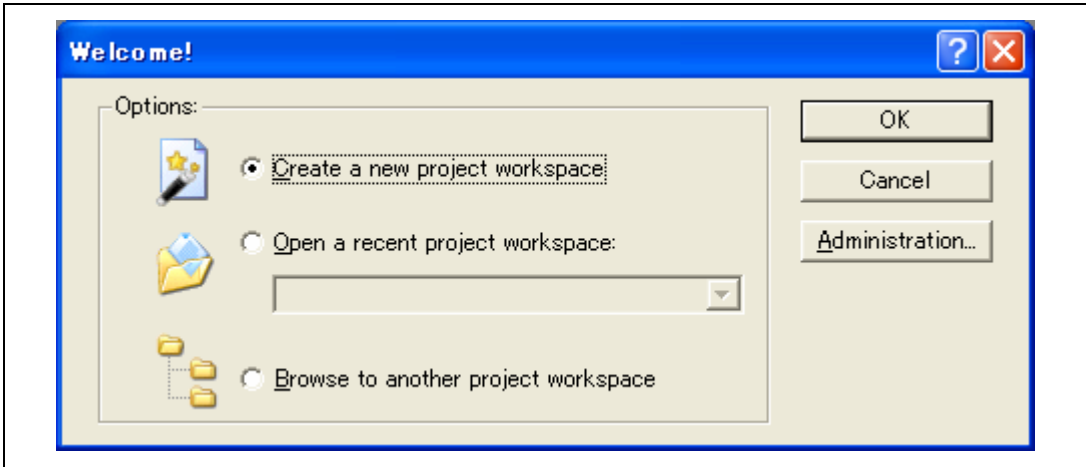 Welcome!
Options:
Create a new project workspace
Open a recent project workspace:
Browse to another project workspace
OK
Cancel
Administration...